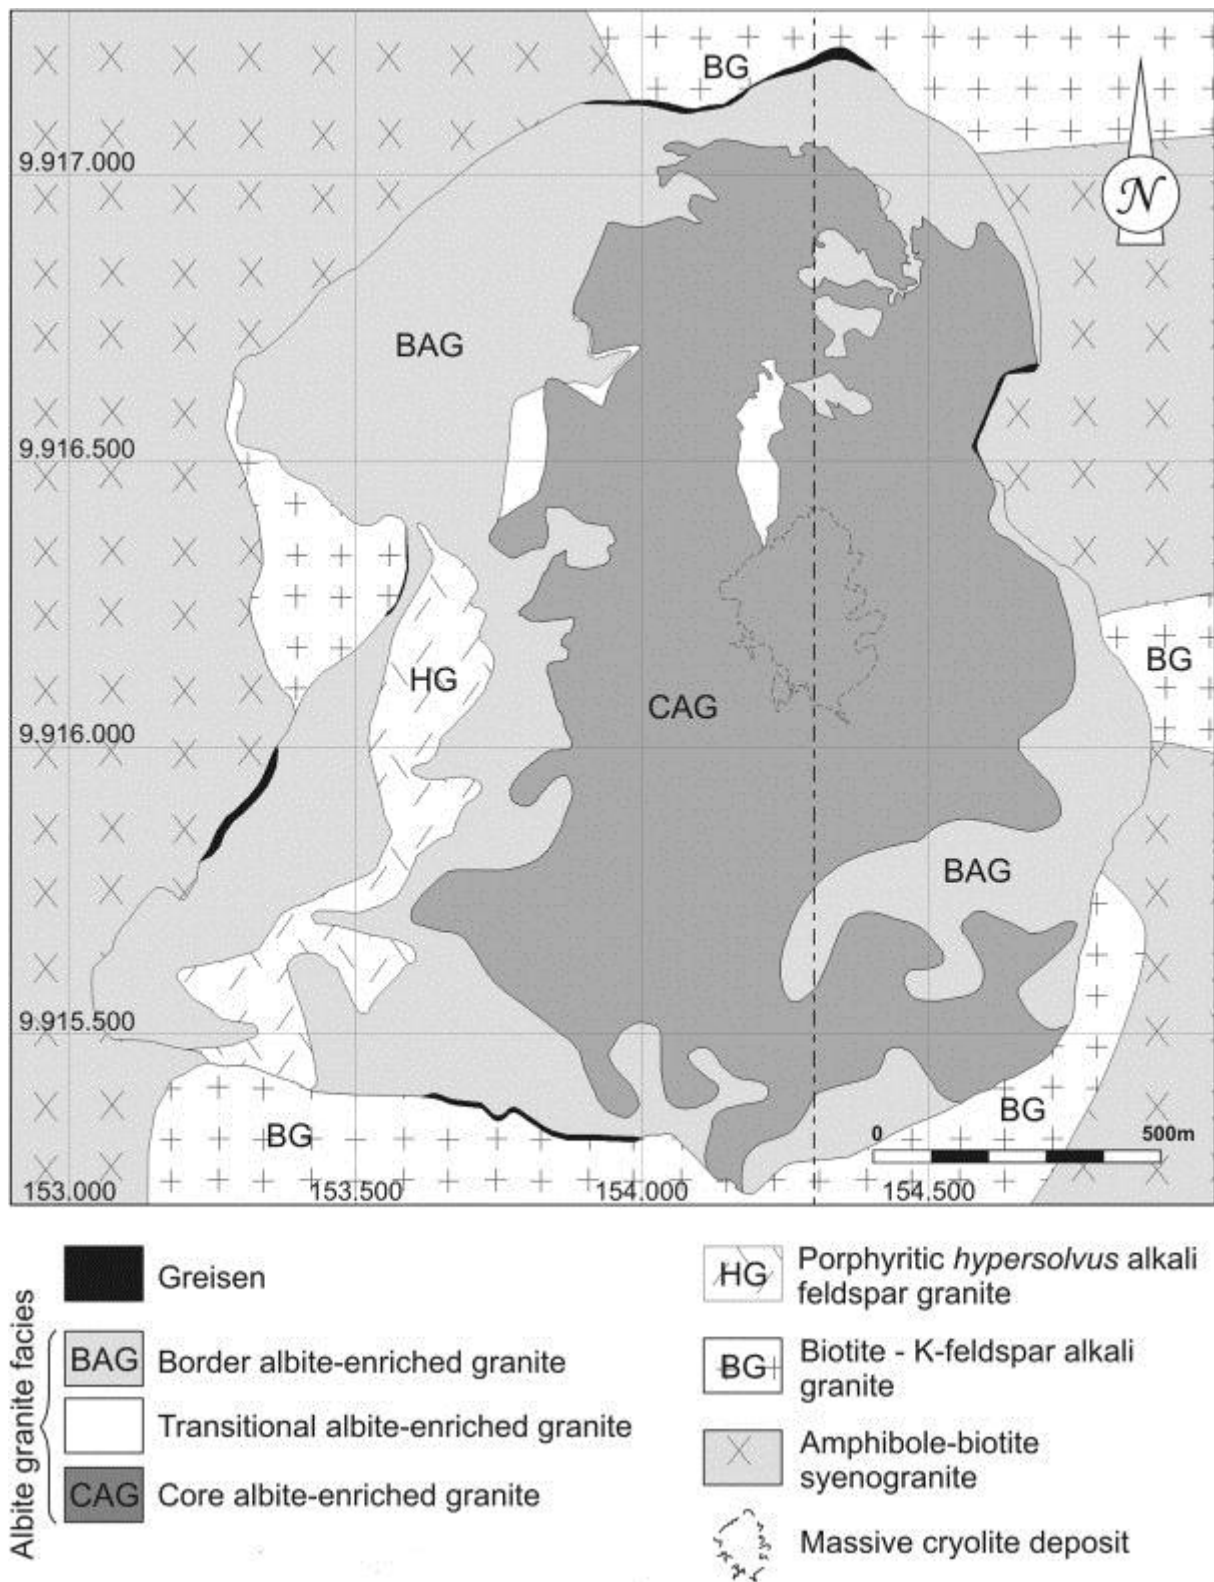 BG
9.917.000
N
BAG
9.916.500
HG
BG
CAG
9.916.000
BAG
9.915.500
BG
BG
0 500m
153.000 153.500 154.000 154.500
Albite granite facies
Greisen
BAG Border albite-enriched granite
Transitional albite-enriched granite
CAG Core albite-enriched granite
HG Porphyritic hypersolvus alkali
feldspar granite
BG Biotite - K-feldspar alkali
granite
Amphibole-biotite
syenogranite
Massive cryolite deposit